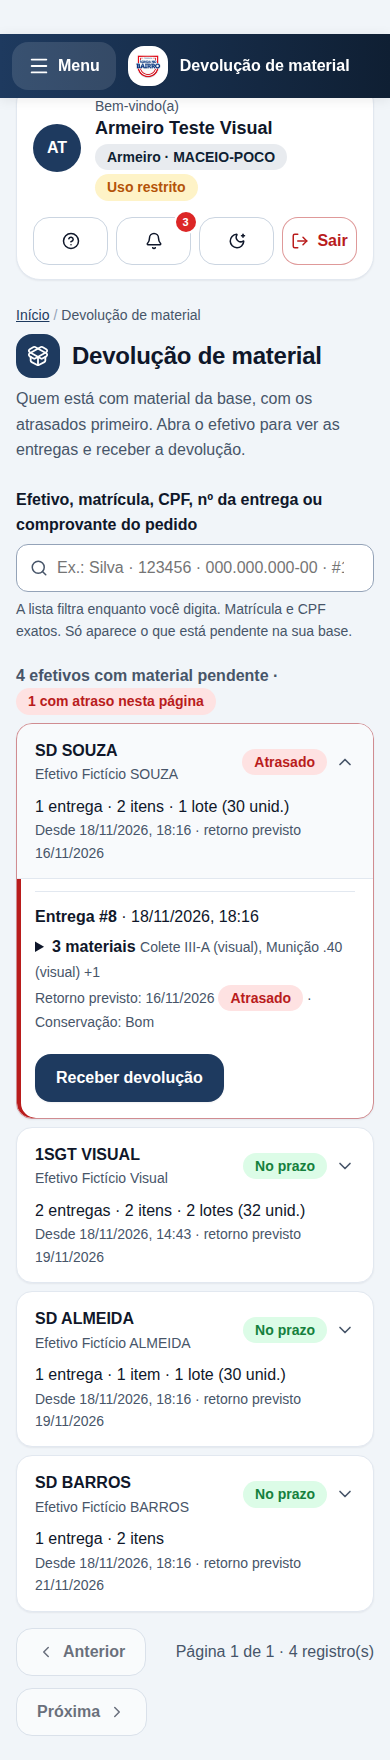 Menu
Devolução de material
Bem-vindo(a)
AT
Armeiro Teste Visual
Armeiro · MACEIO-POCO
Uso restrito
3
Sair
Início / Devolução de material
Devolução de material
Quem está com material da base, com os
atrasados primeiro. Abra o efetivo para ver as
entregas e receber a devolução.
Efetivo, matrícula, CPF, nº da entrega ou
comprovante do pedido
Ex.: Silva · 123456 · 000.000.000-00 · #
A lista filtra enquanto você digita. Matrícula e CPF
exatos. Só aparece o que está pendente na sua base.
4 efetivos com material pendente ·
1 com atraso nesta página
SD SOUZA
Efetivo Fictício SOUZA
Atrasado
1 entrega · 2 itens · 1 lote (30 unid.)
Desde 18/11/2026, 18:16 · retorno previsto
16/11/2026
Entrega #8 · 18/11/2026, 18:16
3 materiais Colete III-A (visual), Munição .40
(visual) +1
Retorno previsto: 16/11/2026 Atrasado ·
Conservação: Bom
Receber devolução
1SGT VISUAL
Efetivo Fictício Visual
No prazo
2 entregas · 2 itens · 2 lotes (32 unid.)
Desde 18/11/2026, 14:43 · retorno previsto
19/11/2026
SD ALMEIDA
Efetivo Fictício ALMEIDA
No prazo
1 entrega · 1 item · 1 lote (30 unid.)
Desde 18/11/2026, 18:16 · retorno previsto
19/11/2026
SD BARROS
Efetivo Fictício BARROS
No prazo
1 entrega · 2 itens
Desde 18/11/2026, 18:16 · retorno previsto
21/11/2026
Anterior
Página 1 de 1 · 4 registro(s)
Próxima